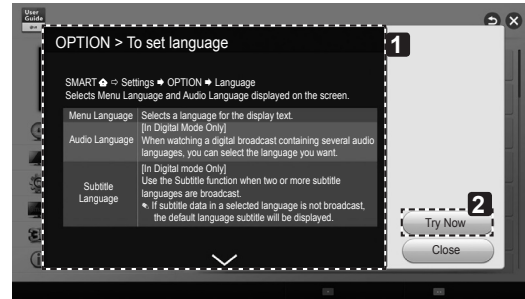 User
Guide
OPTION > To set language
1
SMART ⇨ Settings ➡ OPTION ➡ Language
Selects Menu Language and Audio Language displayed on the screen.
Menu Language Selects a language for the display text.
Audio Language [In Digital Mode Only]
When watching a digital broadcast containing several audio
languages, you can select the language you want.
Subtitle
Language
[In Digital mode Only]
Use the Subtitle function when two or more subtitle
languages are broadcast.
If subtitle data in a selected language is not broadcast,
the default language subtitle will be displayed.
2
Try Now
Close